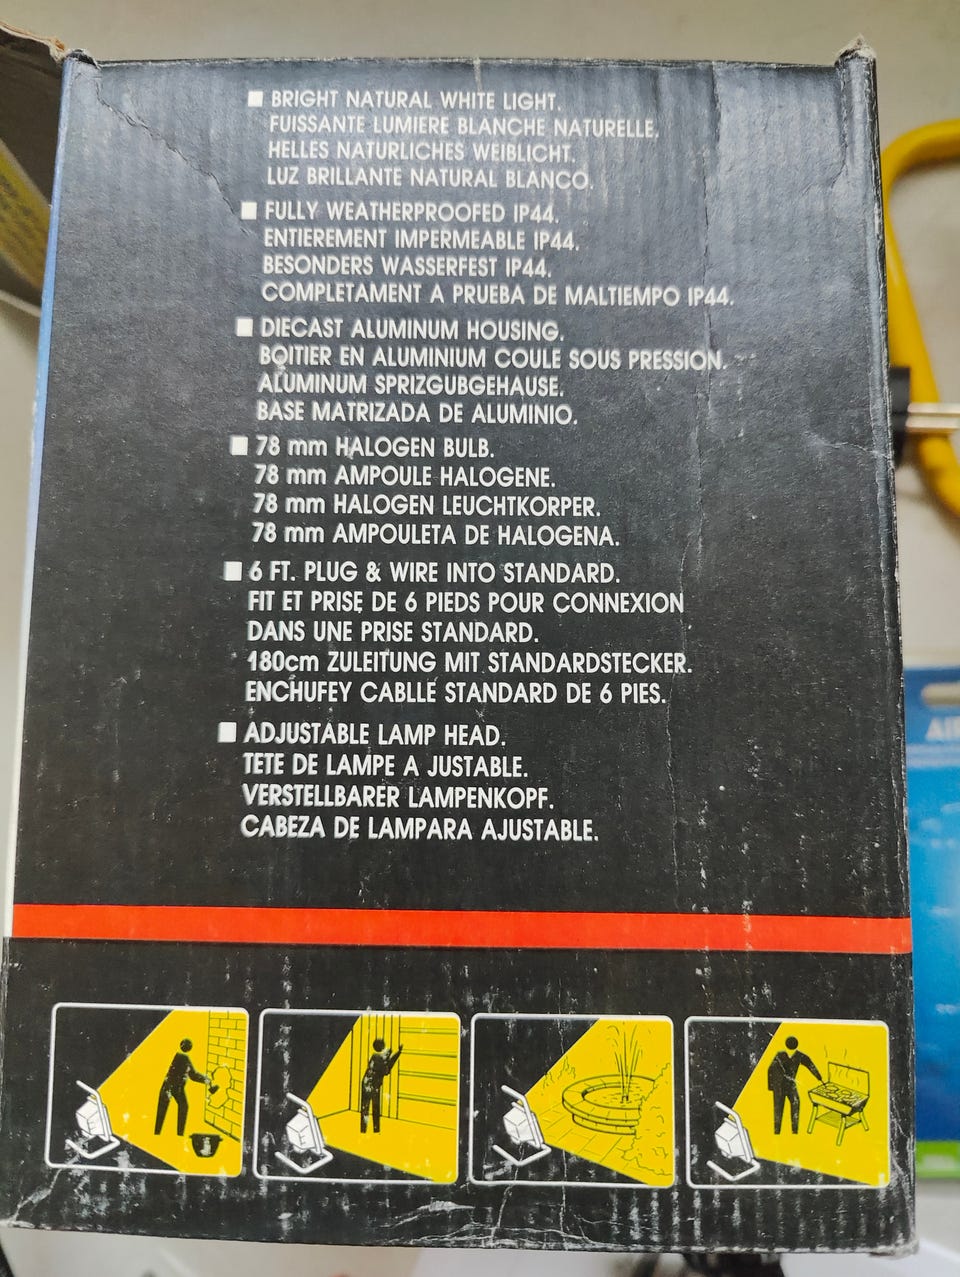 BRIGHT NATURAL WHITE LIGHT.
FUISSANTE LUMIERE BLANCHE NATURELLE.
HELLES NATURLICHES WEIBLICHT.
LUZ BRILLANTE NATURAL BLANCO.
FULLY WEATHERPROOFED IP44.
ENTIEREMENT IMPERMEABLE IP44.
BESONDERS WASSERFEST IP44.
COMPLETAMENT A PRUEBA DE MALTIEMPO IP44.
DIECAST ALUMINUM HOUSING.
BOITIER EN ALUMINIUM COULE SOUS PRESSION.
ALUMINUM SPRIZGUBGEHAUSE.
BASE MATRIZADA DE ALUMINIO.
78 mm HALOGEN BULB.
78 mm AMPOULE HALOGENE.
78 mm HALOGEN LEUCHTKORPER.
78 mm AMPOULETA DE HALOGENA.
6 FT. PLUG & WIRE INTO STANDARD.
FIT ET PRISE DE 6 PIEDS POUR CONNEXION
DANS UNE PRISE STANDARD.
180cm ZULEITUNG MIT STANDARDSTECKER.
ENCHUFEY CABLLE STANDARD DE 6 PIES.
ADJUSTABLE LAMP HEAD.
TETE DE LAMPE A JUSTABLE.
VERSTELLBARER LAMPENKOPF.
CABEZA DE LAMPARA AJUSTABLE.